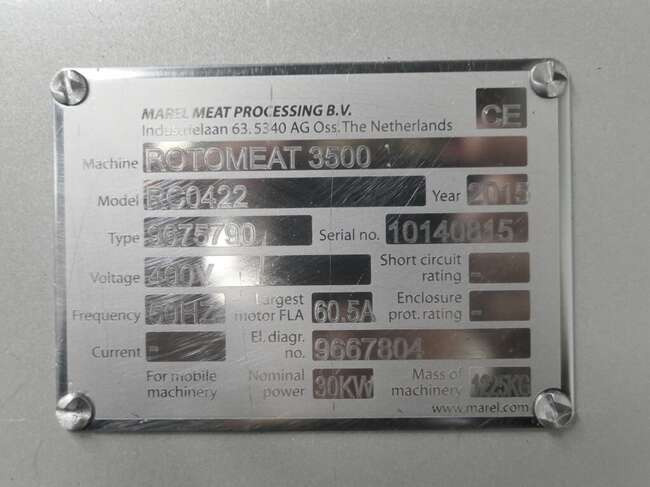 MAREL MEAT PROCESSING B.V.
Industrielaan 63. 5340 AG Oss. The Netherlands
CE
Machine ROTOMEAT 3500
Model RC0422 Year 2015
Type 9675790 Serial no. 10140815
Voltage 400V Short circuit rating -
Frequency 50HZ Largest motor FLA 60.5A Enclosure prot. rating -
Current - El. diagr. no. 9667804
For mobile machinery Nominal power 30KW Mass of machinery
www.marel.com